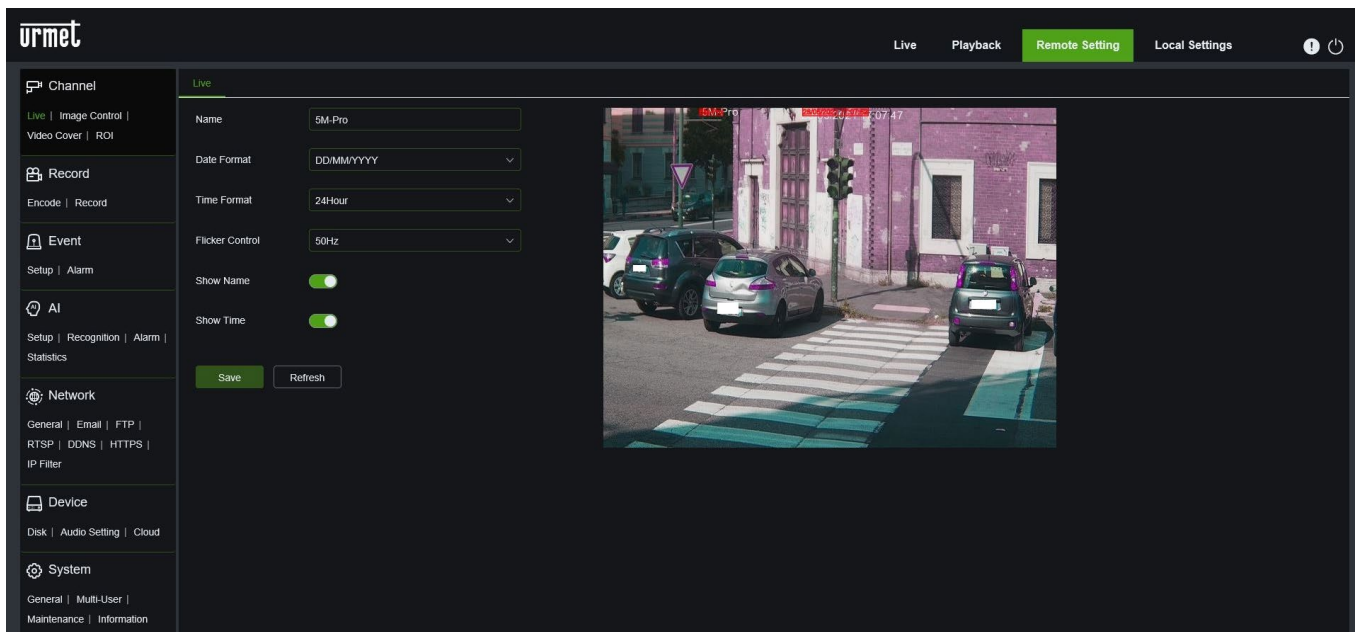 urmet
Live Playback Remote Setting Local Settings
Channel
Live | Image Control |
Video Cover | ROI
Record
Encode | Record
Event
Setup | Alarm
AI
Setup | Recognition | Alarm |
Statistics
Network
General | Email | FTP |
RTSP | DDNS | HTTPS |
IP Filter
Device
Disk | Audio Setting | Cloud
System
General | Multi-User |
Maintenance | Information
Live
Name 5M-Pro
Date Format DD/MM/YYYY
Time Format 24Hour
Flicker Control 50Hz
Show Name
Show Time
Save Refresh
5M-Pro